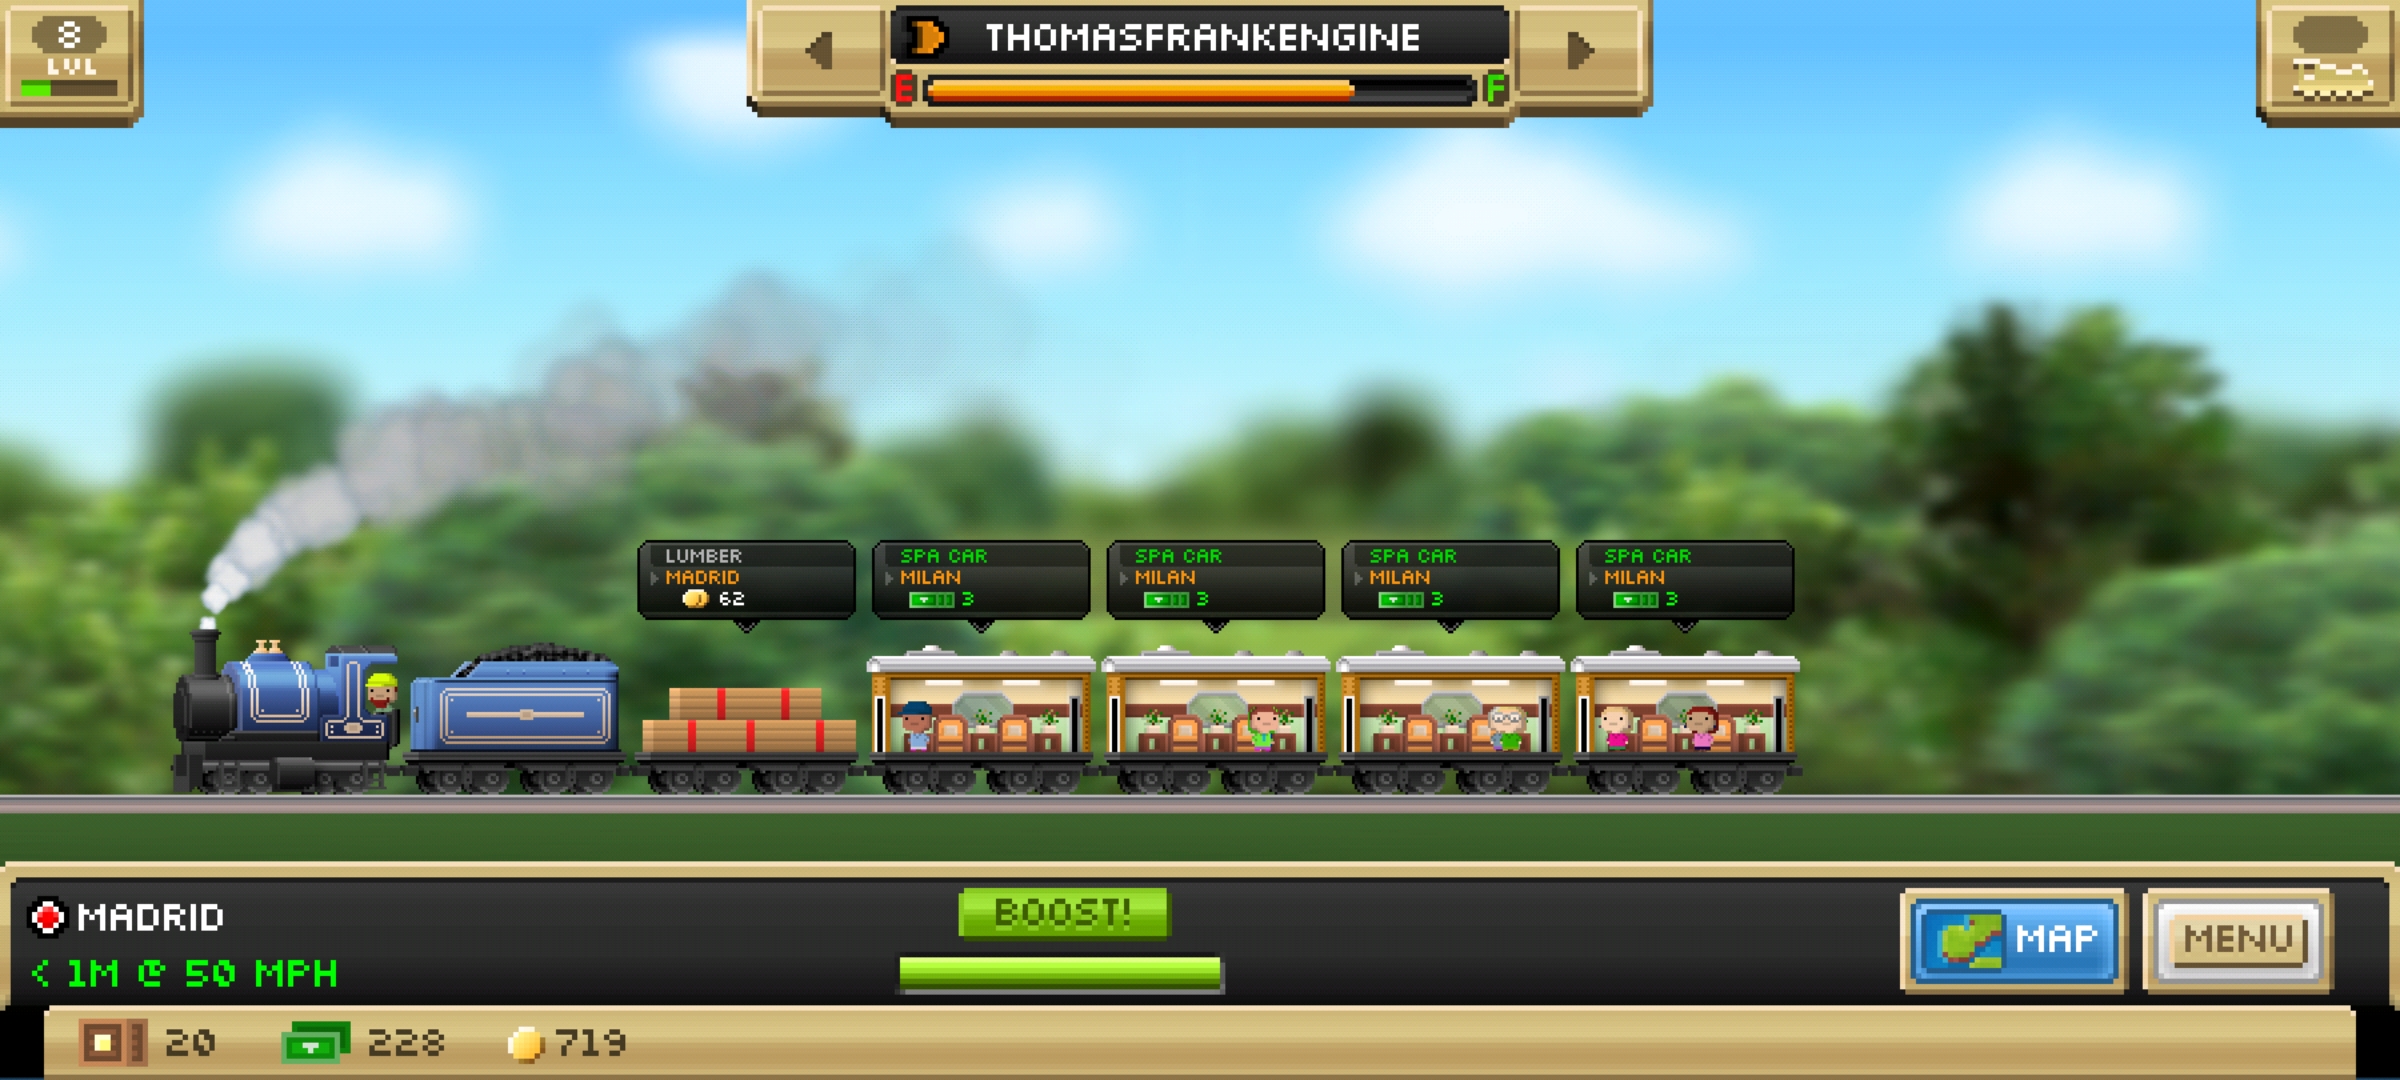 8
LVL
THOMASFRANKENGINE
E F
LUMBER
MADRID
62
SPA CAR
MILAN
3
SPA CAR
MILAN
3
SPA CAR
MILAN
3
SPA CAR
MILAN
3
MADRID
< 1M @ 50 MPH
BOOST!
MAP
MENU
20 228 719